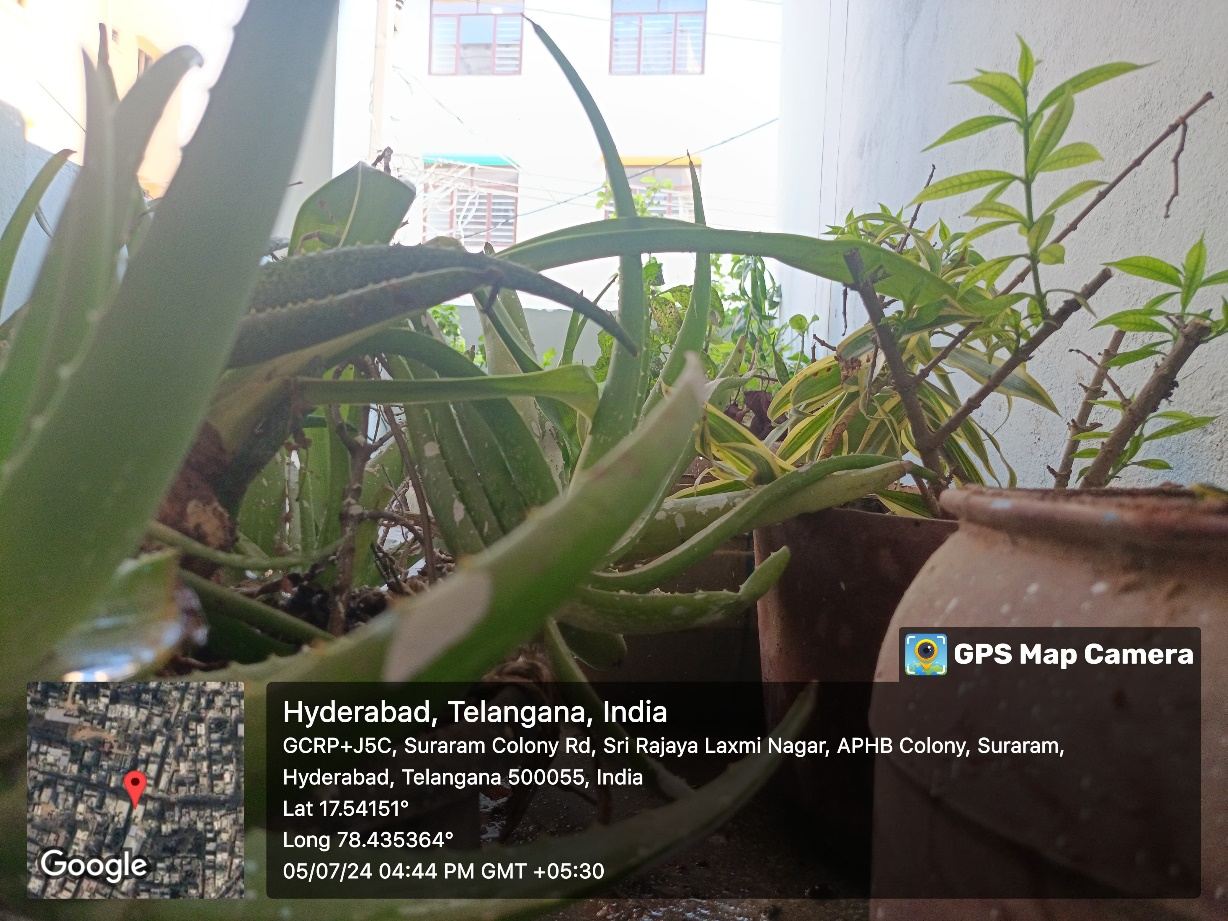 GPS Map Camera
Hyderabad, Telangana, India
GCRP+J5C, Suraram Colony Rd, Sri Rajaya Laxmi Nagar, APHB Colony, Suraram,
Hyderabad, Telangana 500055, India
Lat 17.54151°
Long 78.435364°
05/07/24 04:44 PM GMT +05:30
Google